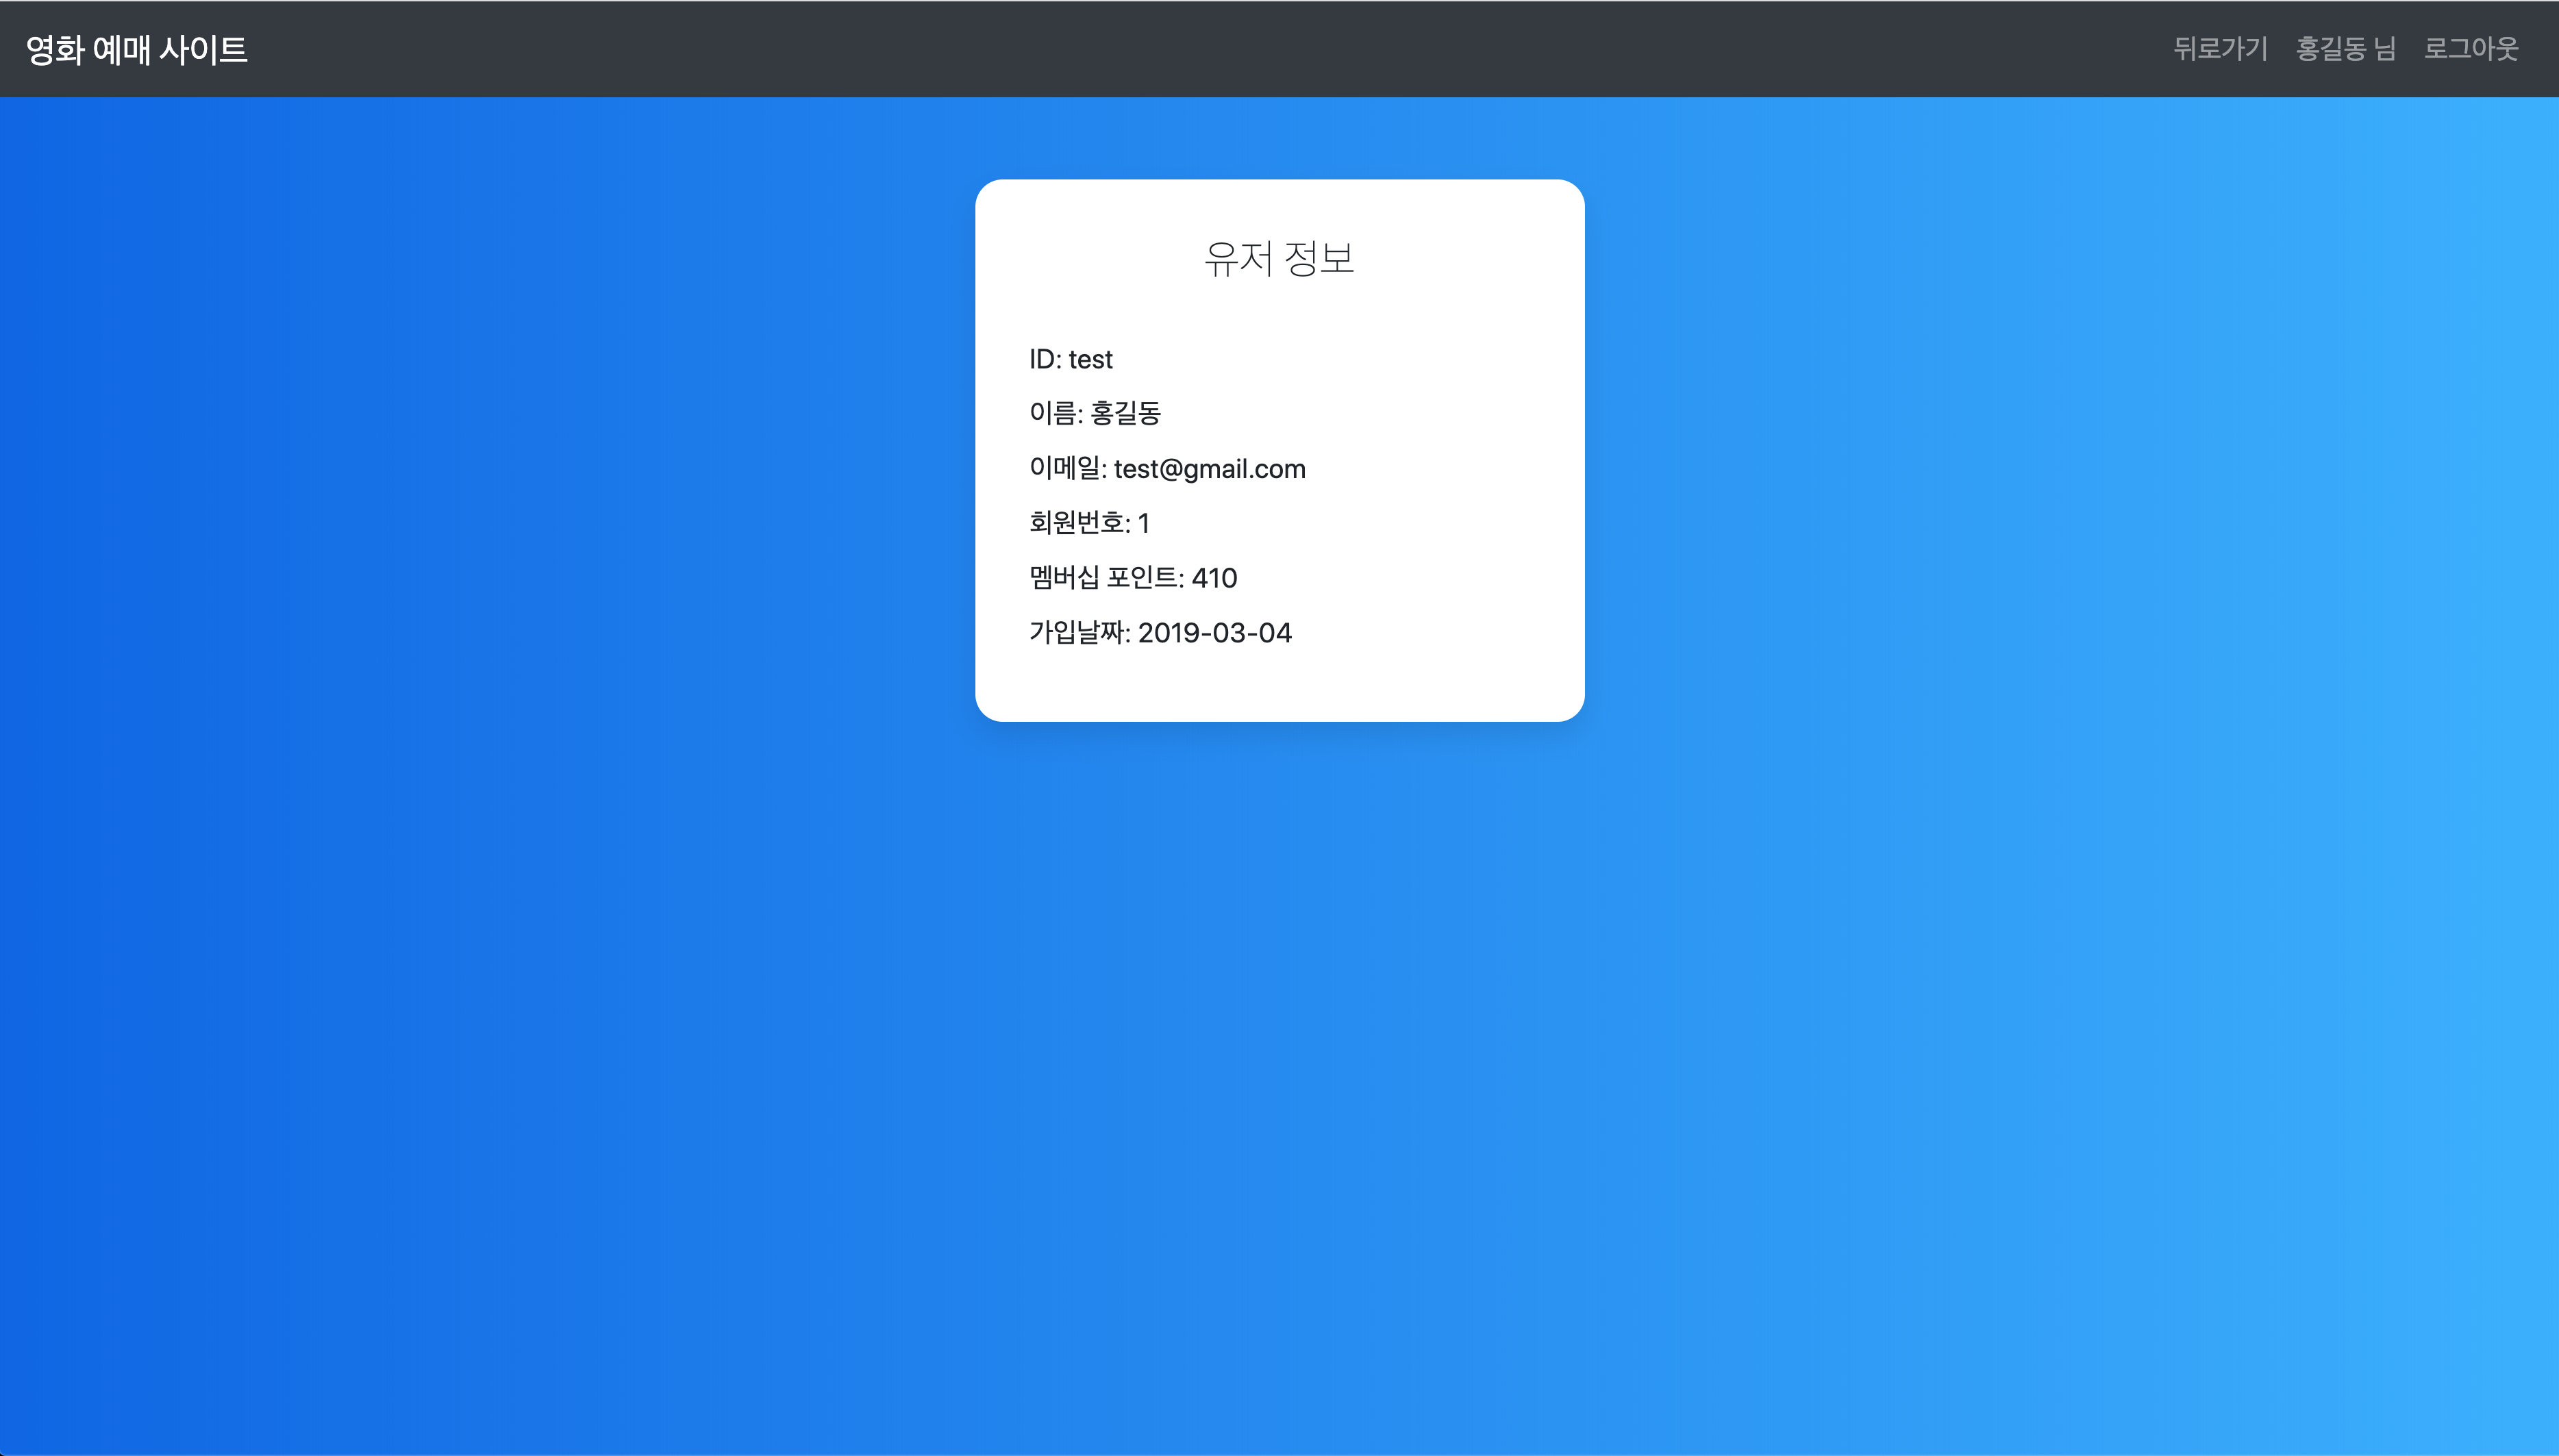 영화 예매 사이트
뒤로가기 홍길동 님 로그아웃
유저 정보
ID: test
이름: 홍길동
이메일: test@gmail.com
회원번호: 1
멤버십 포인트: 410
가입날짜: 2019-03-04